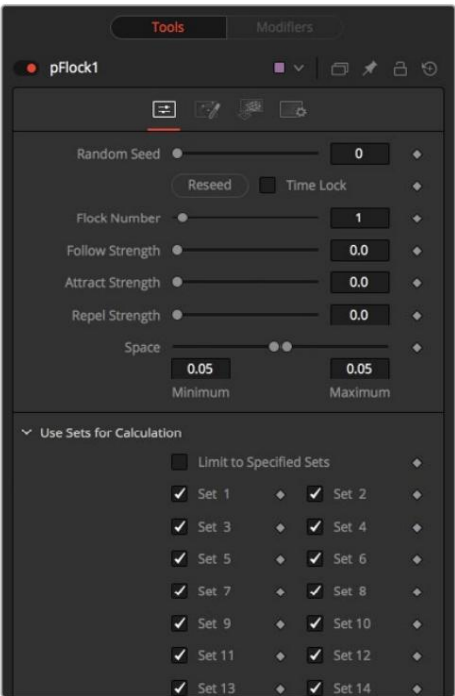 Tools Modifiers
pFlock1
Random Seed 0
Reseed Time Lock
Flock Number 1
Follow Strength 0.0
Attract Strength 0.0
Repel Strength 0.0
Space
0.05 0.05
Minimum Maximum
Use Sets for Calculation
Limit to Specified Sets
Set 1 Set 2
Set 3 Set 4
Set 5 Set 6
Set 7 Set 8
Set 9 Set 10
Set 11 Set 12
Set 13 Set 14